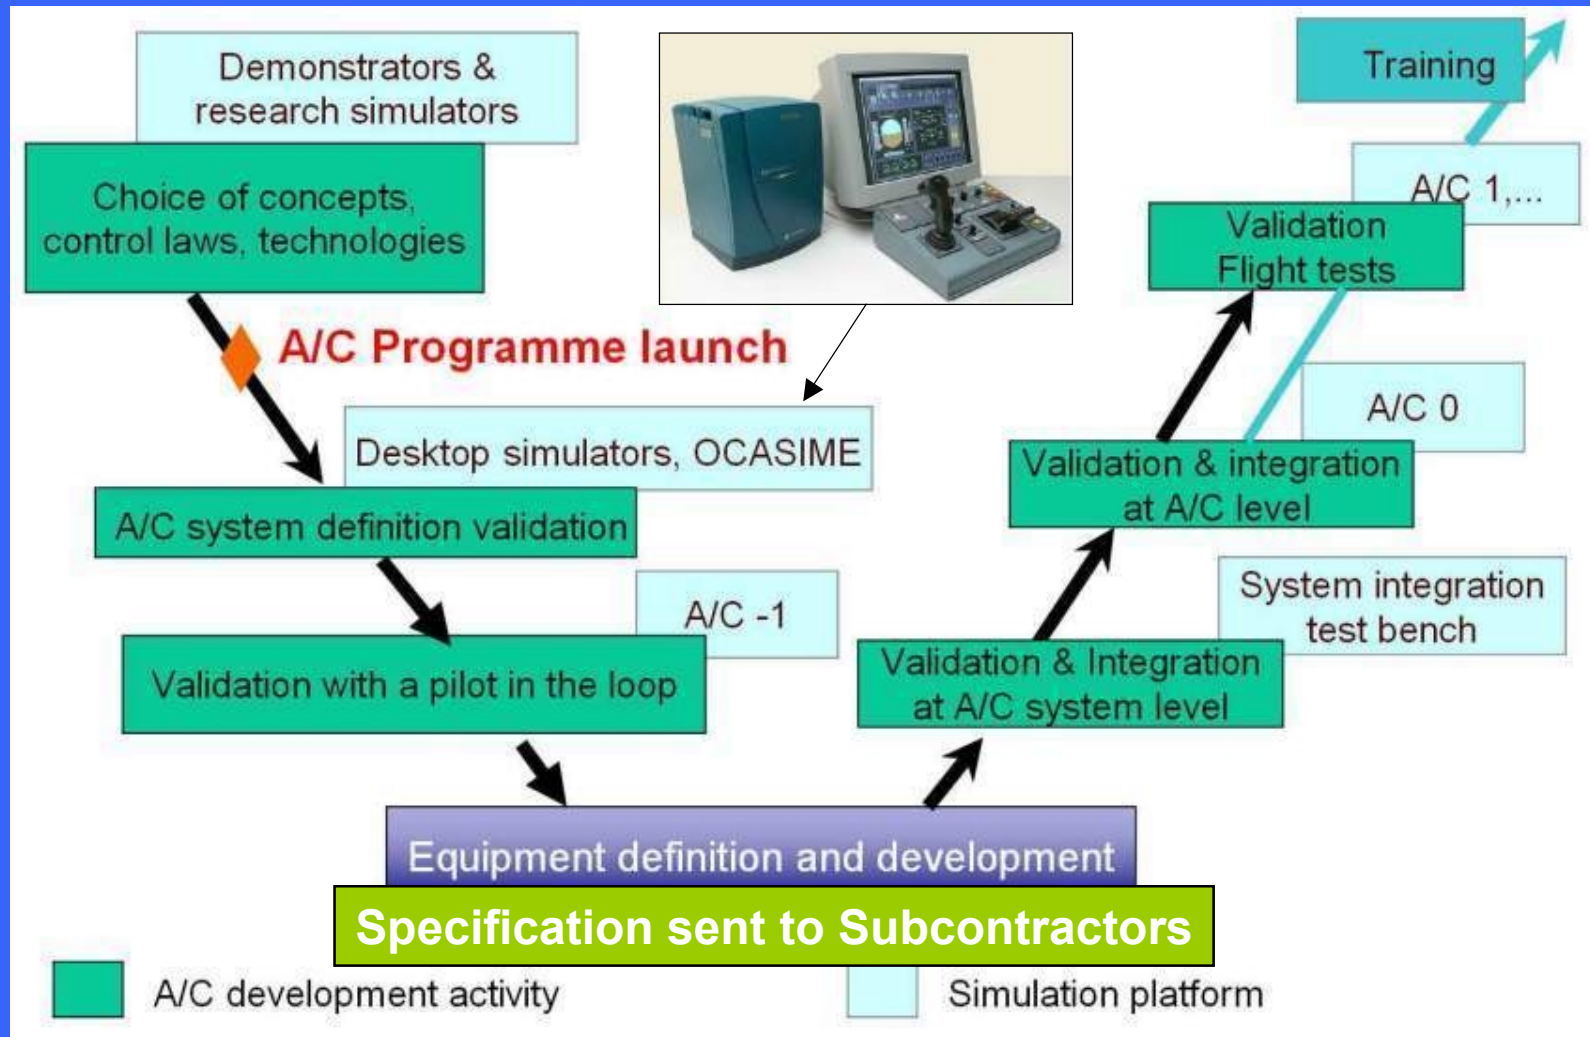 Demonstrators &
research simulators
Choice of concepts,
control laws, technologies
A/C Programme launch
Desktop simulators, OCASIME
A/C system definition validation
A/C -1
Validation with a pilot in the loop
Equipment definition and development
Specification sent to Subcontractors
Training
A/C 1,...
Validation
Flight tests
A/C 0
Validation & integration
at A/C level
System integration
test bench
Validation & Integration
at A/C system level
A/C development activity
Simulation platform